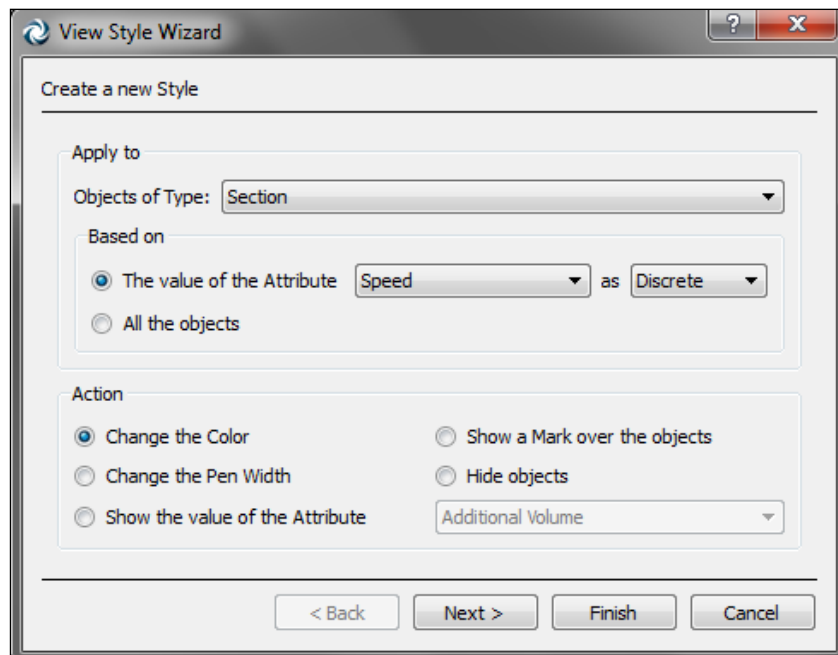 View Style Wizard
?
X
Create a new Style
Apply to
Objects of Type: Section
Based on
The value of the Attribute Speed as Discrete
All the objects
Action
Change the Color Show a Mark over the objects
Change the Pen Width Hide objects
Show the value of the Attribute Additional Volume
< Back Next > Finish Cancel